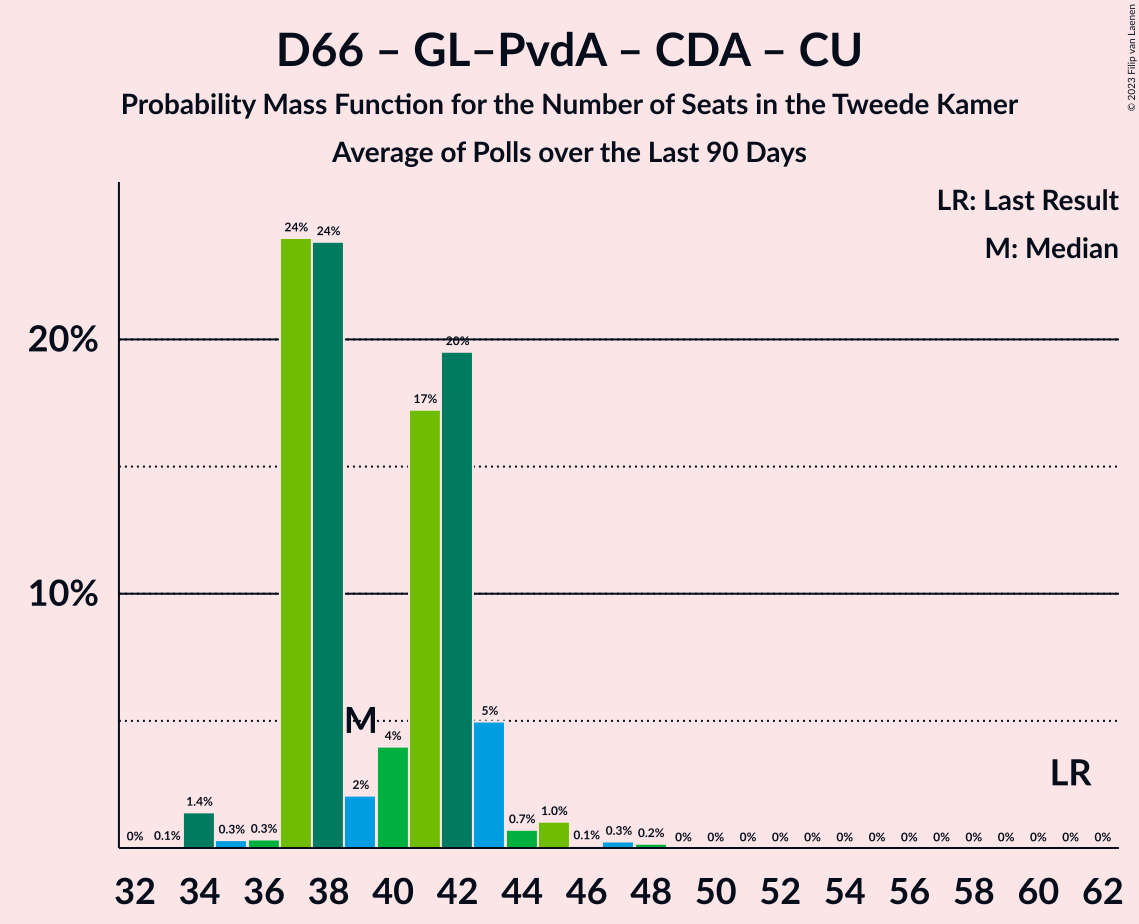 D66 – GL–PvdA – CDA – CU
Probability Mass Function for the Number of Seats in the Tweede Kamer
Average of Polls over the Last 90 Days
© 2023 Filip van Laenen
LR: Last Result
M: Median
20%
10%
0% 0.1% 1.4% 0.3% 0.3% 24% 24% 2% 4% 17% 20% 5% 0.7% 1.0% 0.1% 0.3% 0.2% 0% 0% 0% 0% 0% 0% 0% 0% 0% 0% 0% 0% 0% 0%
M
LR
32 34 36 38 40 42 44 46 48 50 52 54 56 58 60 62